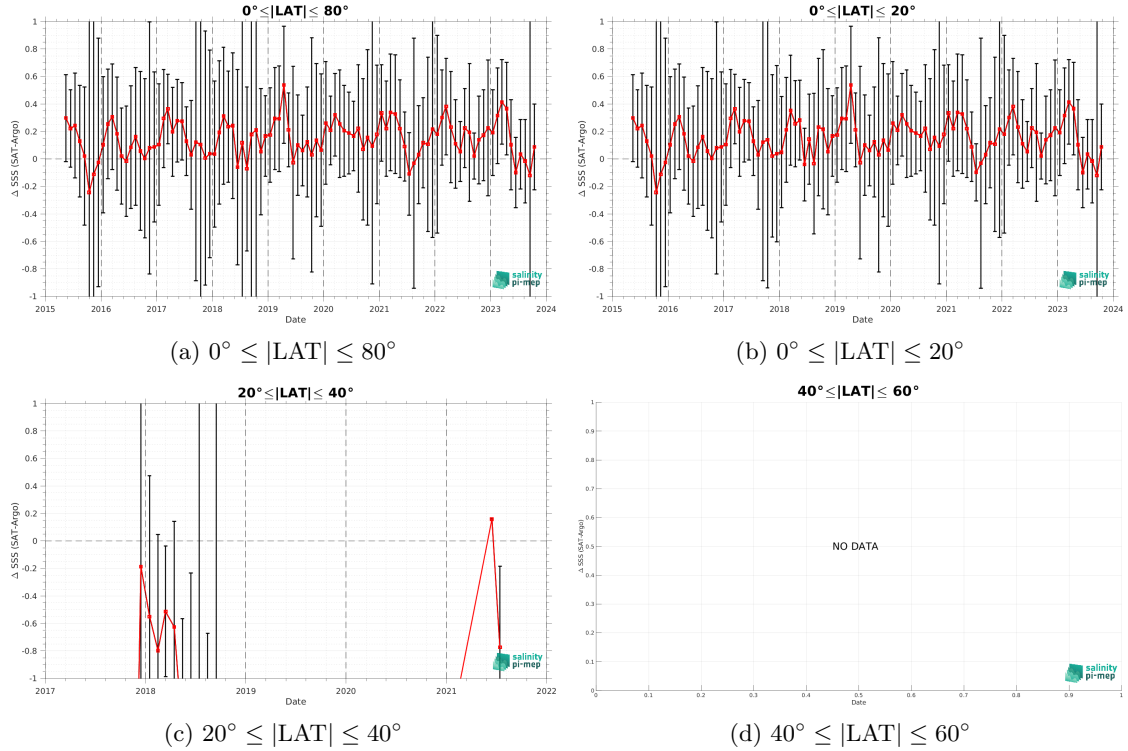 0°≤|LAT|≤ 80°
1
0.8
0.6
0.4
0.2
0
-0.2
-0.4
-0.6
-0.8
-1
Δ SSS (SAT-Argo)
2015 2016 2017 2018 2019 2020 2021 2022 2023 2024
Date
salinity
pi-mep
(a) 0° ≤ |LAT| ≤ 80°
0°≤|LAT|≤ 20°
1
0.8
0.6
0.4
0.2
0
-0.2
-0.4
-0.6
-0.8
-1
Δ SSS (SAT-Argo)
2015 2016 2017 2018 2019 2020 2021 2022 2023 2024
Date
salinity
pi-mep
(b) 0° ≤ |LAT| ≤ 20°
20°≤|LAT|≤ 40°
1
0.8
0.6
0.4
0.2
0
-0.2
-0.4
-0.6
-0.8
-1
Δ SSS (SAT-Argo)
2017 2018 2019 2020 2021 2022
Date
salinity
pi-mep
(c) 20° ≤ |LAT| ≤ 40°
40°≤|LAT|≤ 60°
1
0.9
0.8
0.7
0.6
0.5
0.4
0.3
0.2
0.1
0
Δ SSS (SAT-Argo)
NO DATA
0 0.1 0.2 0.3 0.4 0.5 0.6 0.7 0.8 0.9 1
Date
salinity
pi-mep
(d) 40° ≤ |LAT| ≤ 60°